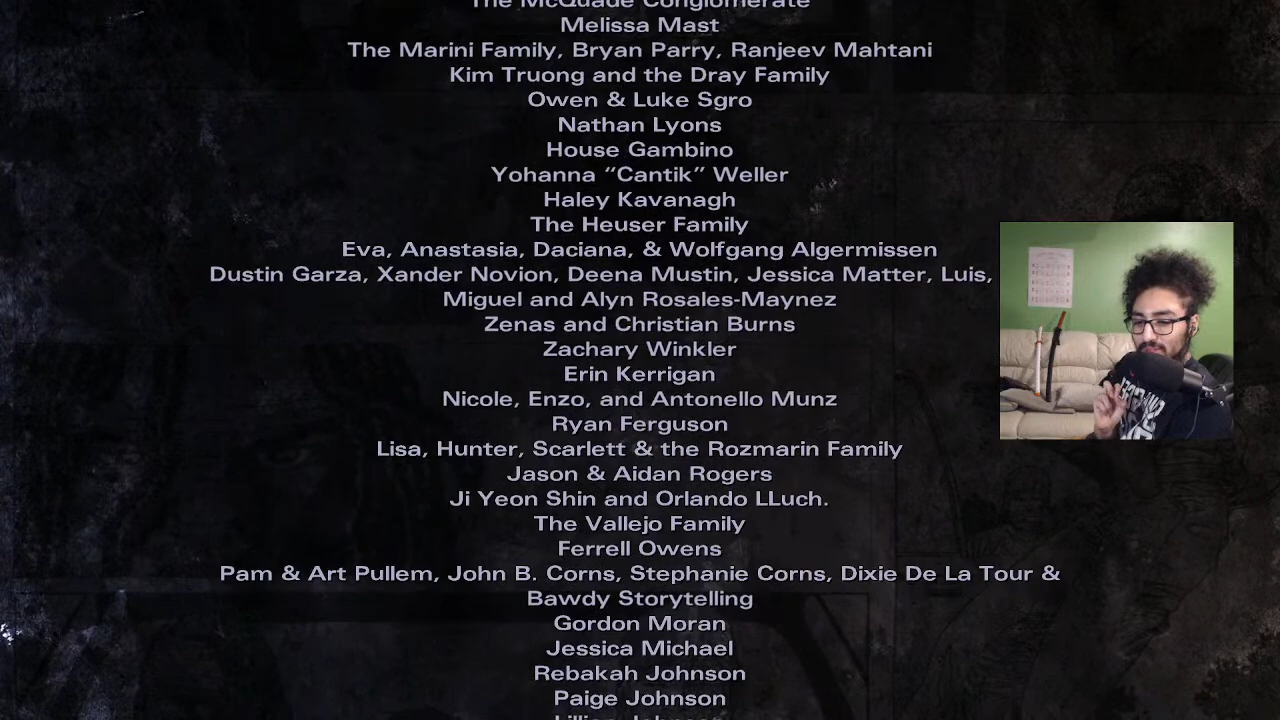 The McQuade Conglomerate
Melissa Mast
The Marini Family, Bryan Parry, Ranjeev Mahtani
Kim Truong and the Dray Family
Owen & Luke Sgro
Nathan Lyons
House Gambino
Yohanna “Cantik” Weller
Haley Kavanagh
The Heuser Family
Eva, Anastasia, Daciana, & Wolfgang Algermissen
Dustin Garza, Xander Novion, Deena Mustin, Jessica Matter, Luis,
Miguel and Alyn Rosales-Maynez
Zenas and Christian Burns
Zachary Winkler
Erin Kerrigan
Nicole, Enzo, and Antonello Munz
Ryan Ferguson
Lisa, Hunter, Scarlett & the Rozmarin Family
Jason & Aidan Rogers
Ji Yeon Shin and Orlando LLuch.
The Vallejo Family
Ferrell Owens
Pam & Art Pullem, John B. Corns, Stephanie Corns, Dixie De La Tour &
Bawdy Storytelling
Gordon Moran
Jessica Michael
Rebakah Johnson
Paige Johnson